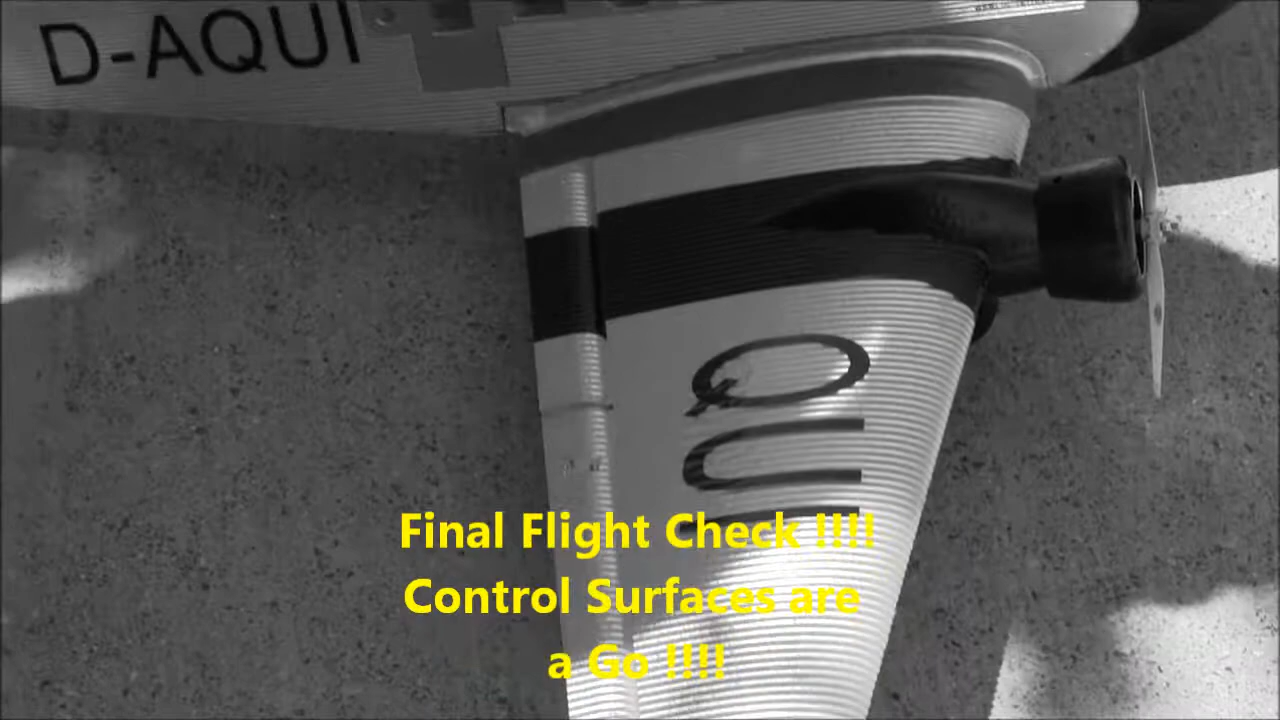 D-AQUI
QUI
Final Flight Check !!!!
Control Surfaces are
a Go !!!!